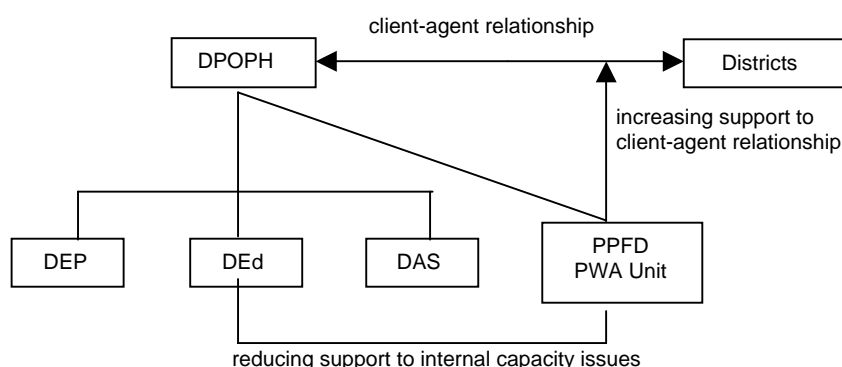 client-agent relationship
DPOPH
Districts
increasing support to
client-agent relationship
DEP
DEd
DAS
PPFD
PWA Unit
reducing support to internal capacity issues